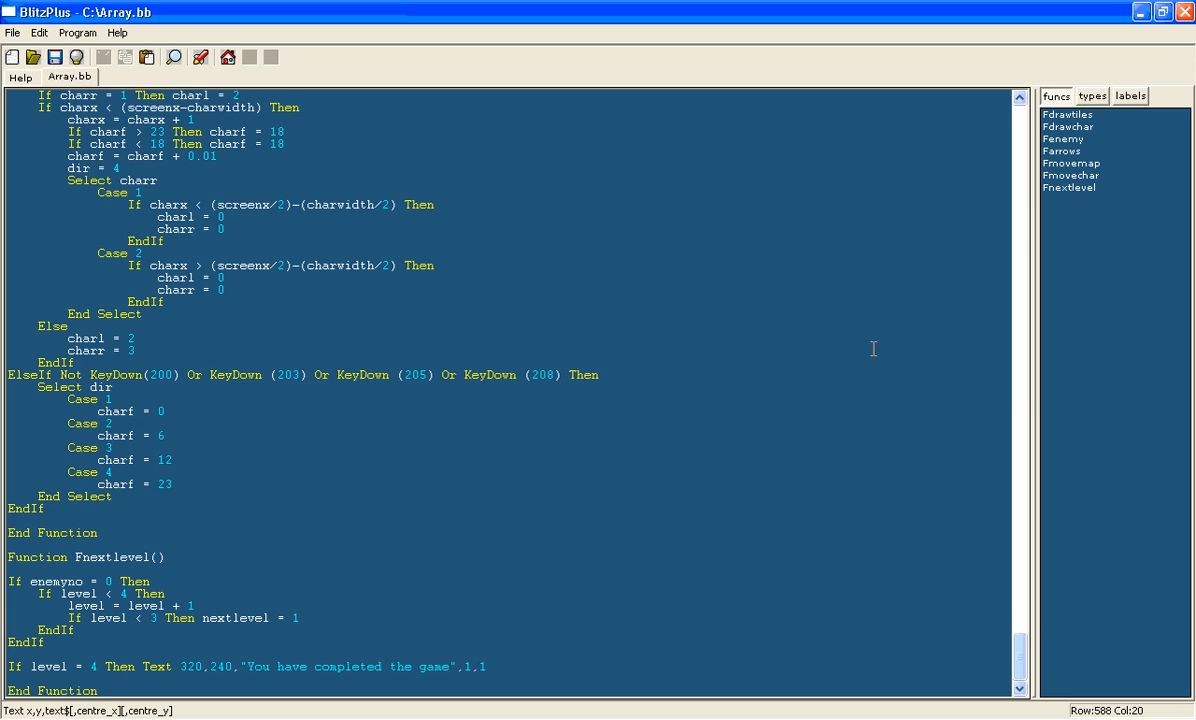 BlitzPlus - C:\Array.bb
File Edit Program Help
Help Array.bb
If charr = 1 Then charl = 2
If charx < (screenx-charwidth) Then
charx = charx + 1
If charf > 23 Then charf = 18
If charf < 18 Then charf = 18
charf = charf + 0.01
dir = 4
Select charr
Case 1
If charx < (screenx/2)-(charwidth/2) Then
charl = 0
charr = 0
EndIf
Case 2
If charx > (screenx/2)-(charwidth/2) Then
charl = 0
charr = 0
EndIf
End Select
Else
charl = 2
charr = 3
EndIf
ElseIf Not KeyDown(200) Or KeyDown (203) Or KeyDown (205) Or KeyDown (208) Then
Select dir
Case 1
charf = 0
Case 2
charf = 6
Case 3
charf = 12
Case 4
charf = 23
End Select
EndIf
End Function
Function Fnextlevel()
If enemyno = 0 Then
If level < 4 Then
level = level + 1
If level < 3 Then nextlevel = 1
EndIf
EndIf
If level = 4 Then Text 320,240,"You have completed the game",1,1
End Function
funcs types labels
Fdrawtiles
Fdrawchar
Fenemy
Farrows
Fmovemap
Fmovechar
Fnextlevel
Text x,y,text$[,centre_x][,centre_y]
Row:588 Col:20